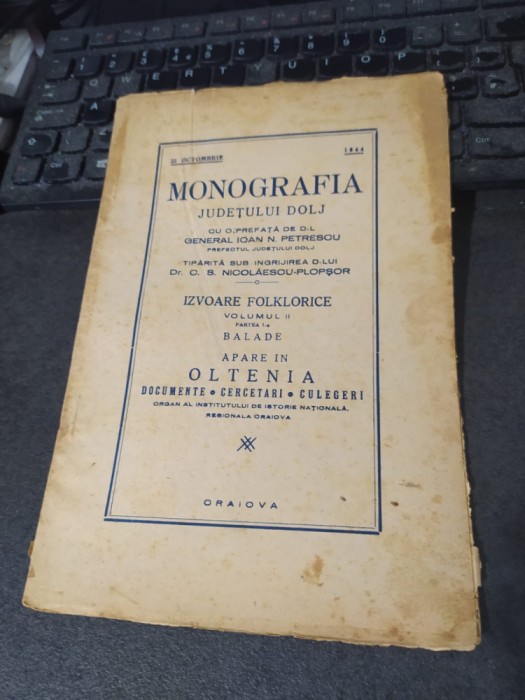 OCTOMBRIE 1944
MONOGRAFIA
JUDEȚULUI DOLJ
CU O PREFAȚĂ DE D-L
GENERAL IOAN N. PETRESCU
PREFECTUL JUDEȚULUI DOLJ
TIPĂRITĂ SUB INGRIJIREA D-LUI
Dr. C. S. NICOLĂESCU-PLOPȘOR
IZVOARE FOLKLORICE
VOLUMUL II
PARTEA I-a
BALADE
APARE IN
OLTENIA
DOCUMENTE • CERCETARI • CULEGERI
ORGAN AL INSTITUTULUI DE ISTORIE NAȚIONALĂ,
REGIONALA CRAIOVA
CRAIOVA